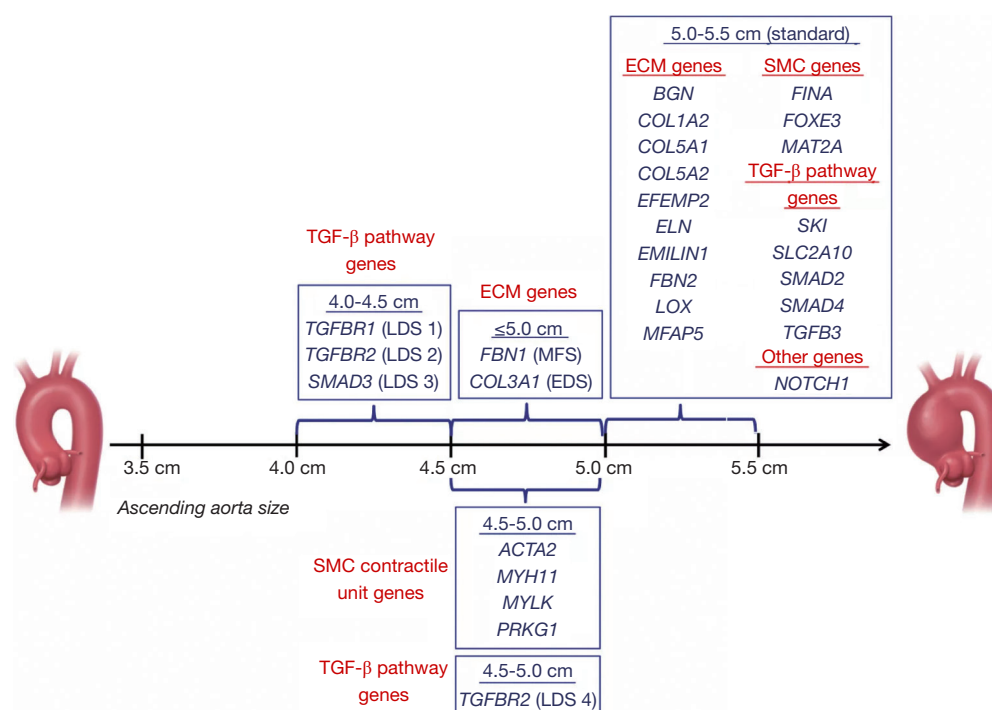 5.0-5.5 cm (standard)
ECM genes
BGN
COL1A2
COL5A1
COL5A2
EFEMP2
ELN
EMILIN1
FBN2
LOX
MFAP5
SMC genes
FINA
FOXE3
MAT2A
TGF-β pathway
genes
SKI
SLC2A10
SMAD2
SMAD4
TGFB3
Other genes
NOTCH1
TGF-β pathway
genes
4.0-4.5 cm
TGFBR1 (LDS 1)
TGFBR2 (LDS 2)
SMAD3 (LDS 3)
ECM genes
≤5.0 cm
FBN1 (MFS)
COL3A1 (EDS)
3.5 cm
4.0 cm
4.5 cm
5.0 cm
5.5 cm
Ascending aorta size
SMC contractile
unit genes
4.5-5.0 cm
ACTA2
MYH11
MYLK
PRKG1
TGF-β pathway
genes
4.5-5.0 cm
TGFBR2 (LDS 4)